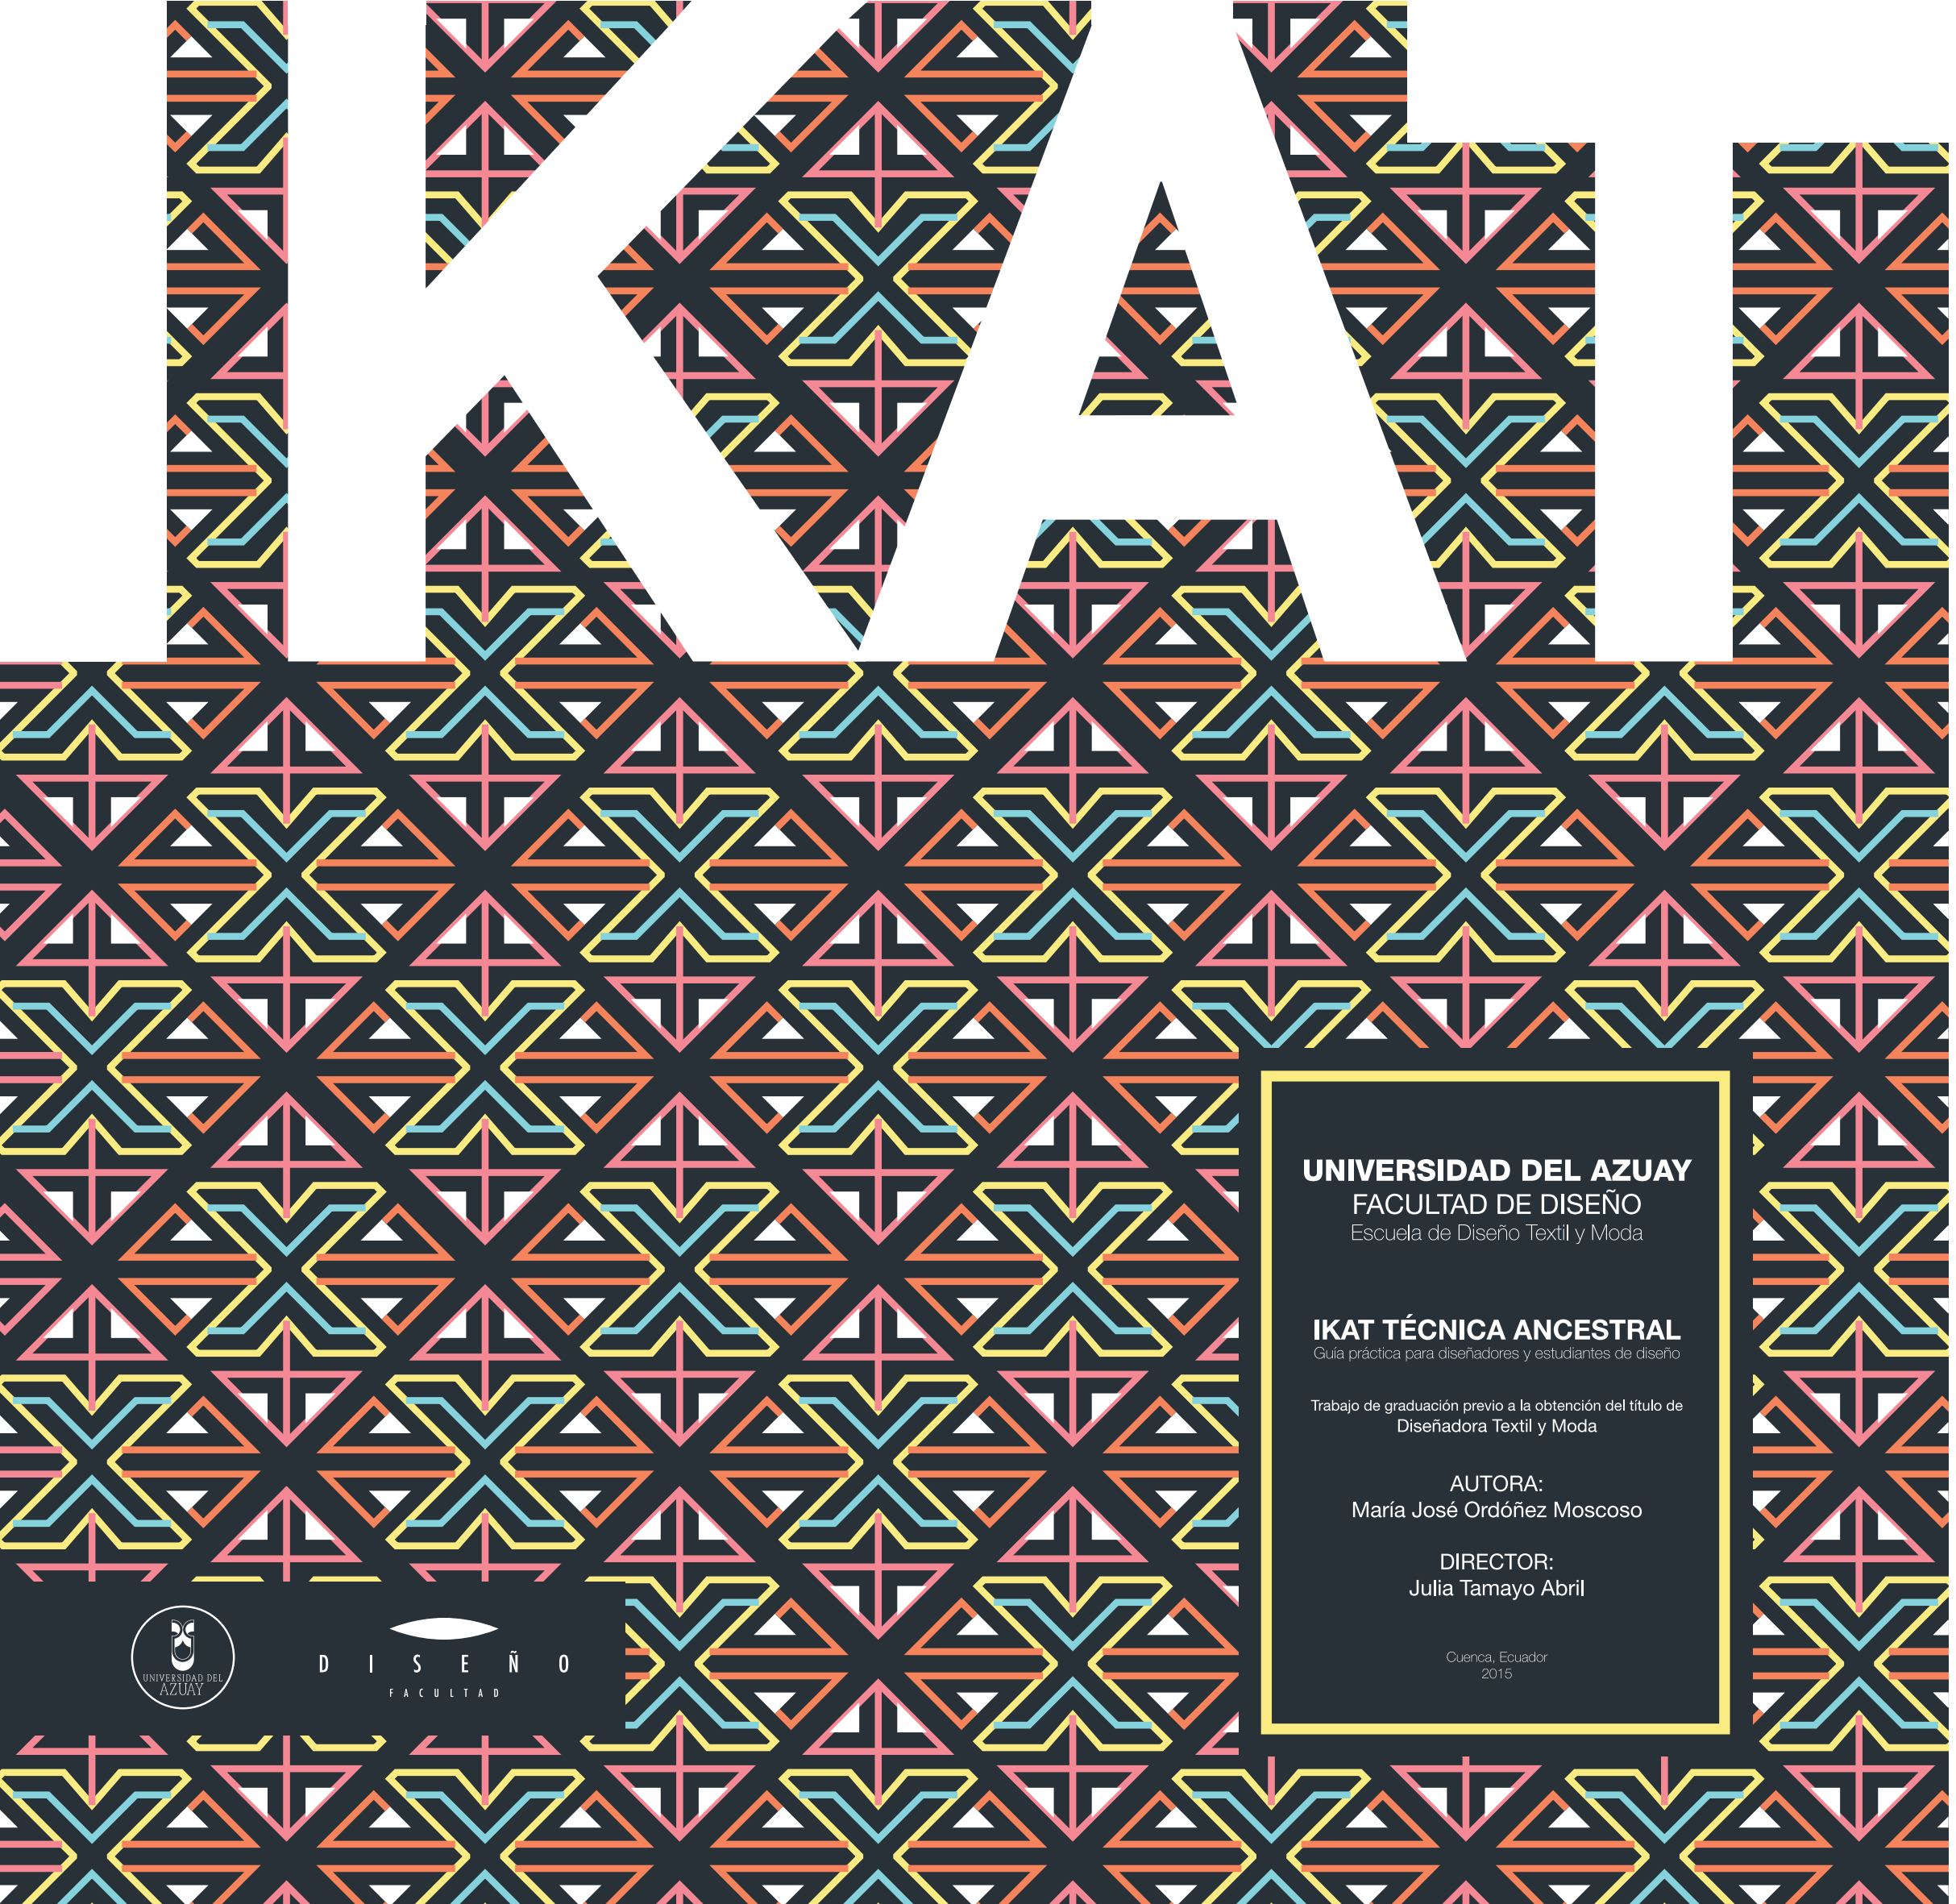 IKAT
UNIVERSIDAD DEL AZUAY
FACULTAD DE DISEÑO
Escuela de Diseño Textil y Moda
IKAT TÉCNICA ANCESTRAL
Guía práctica para diseñadores y estudiantes de diseño
Trabajo de graduación previo a la obtención del título de
Diseñadora Textil y Moda
AUTORA:
María José Ordóñez Moscoso
DIRECTOR:
Julia Tamayo Abril
Cuenca, Ecuador
2015
UNIVERSIDAD DEL
AZUAY
DISEÑO
FACULTAD